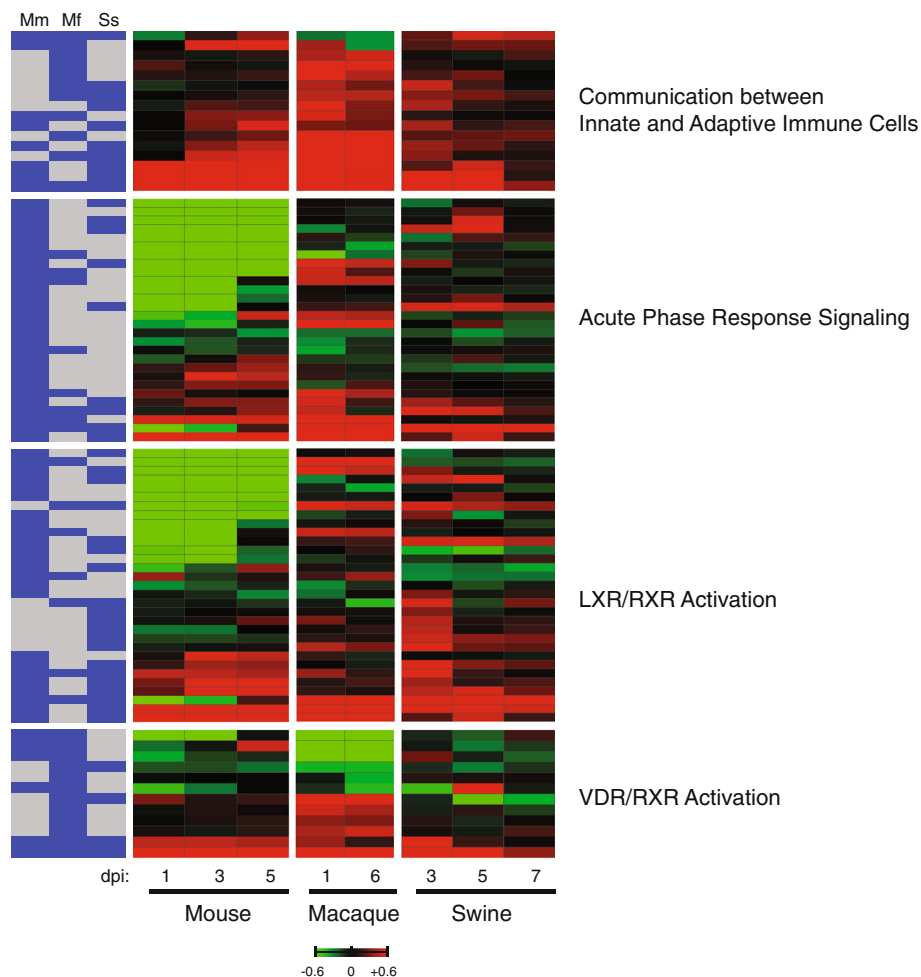 Mm Mf Ss
Communication between
Innate and Adaptive Immune Cells
Acute Phase Response Signaling
LXR/RXR Activation
VDR/RXR Activation
dpi: 1 3 5 1 6 3 5 7
Mouse Macaque Swine
-0.6 0 +0.6